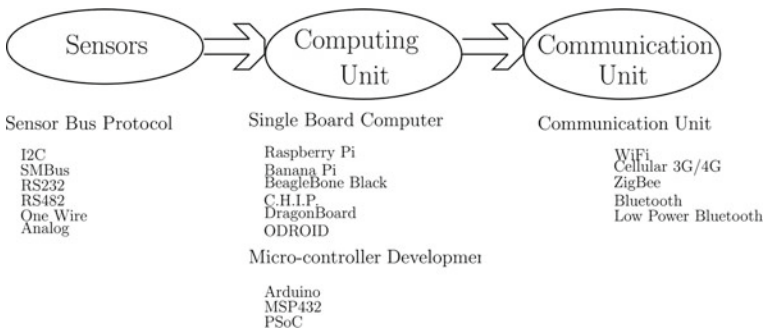 Sensors
Computing
Unit
Communication
Unit
Sensor Bus Protocol
I2C
SMBus
RS232
RS482
One Wire
Analog
Single Board Computer
Raspberry Pi
Banana Pi
BeagleBone Black
C.H.I.P.
DragonBoard
ODROID
Micro-controller Developmen
Arduino
MSP432
PSoC
Communication Unit
WiFi
Cellular 3G/4G
ZigBee
Bluetooth
Low Power Bluetooth